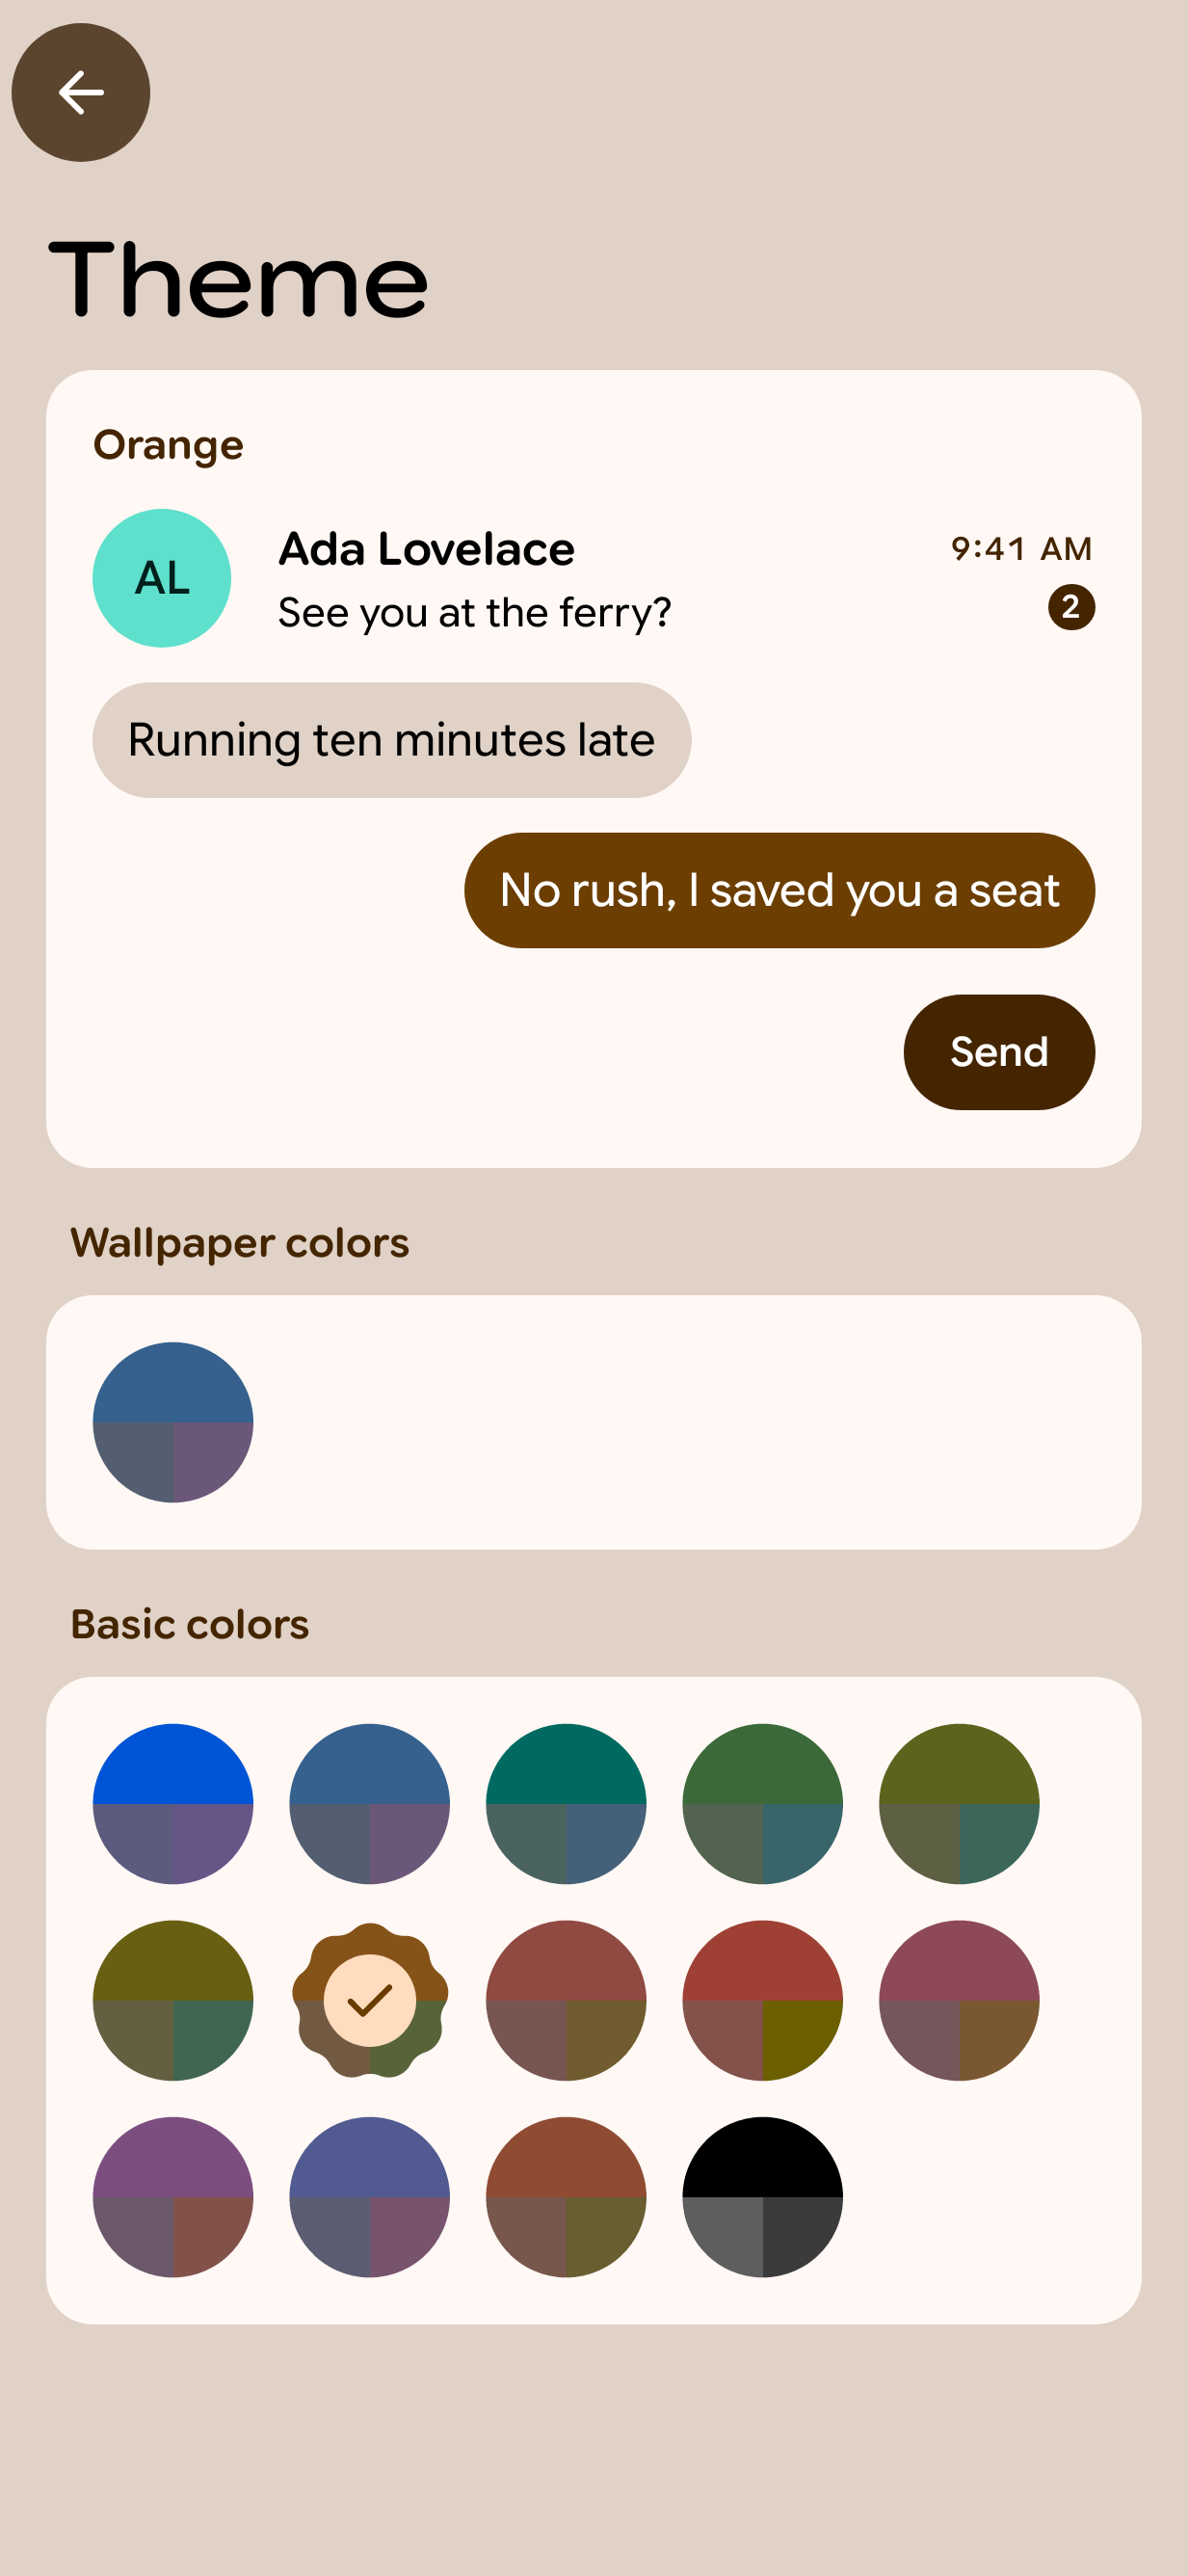 Theme
Orange
AL
Ada Lovelace
9:41 AM
See you at the ferry?
2
Running ten minutes late
No rush, I saved you a seat
Send
Wallpaper colors
Basic colors